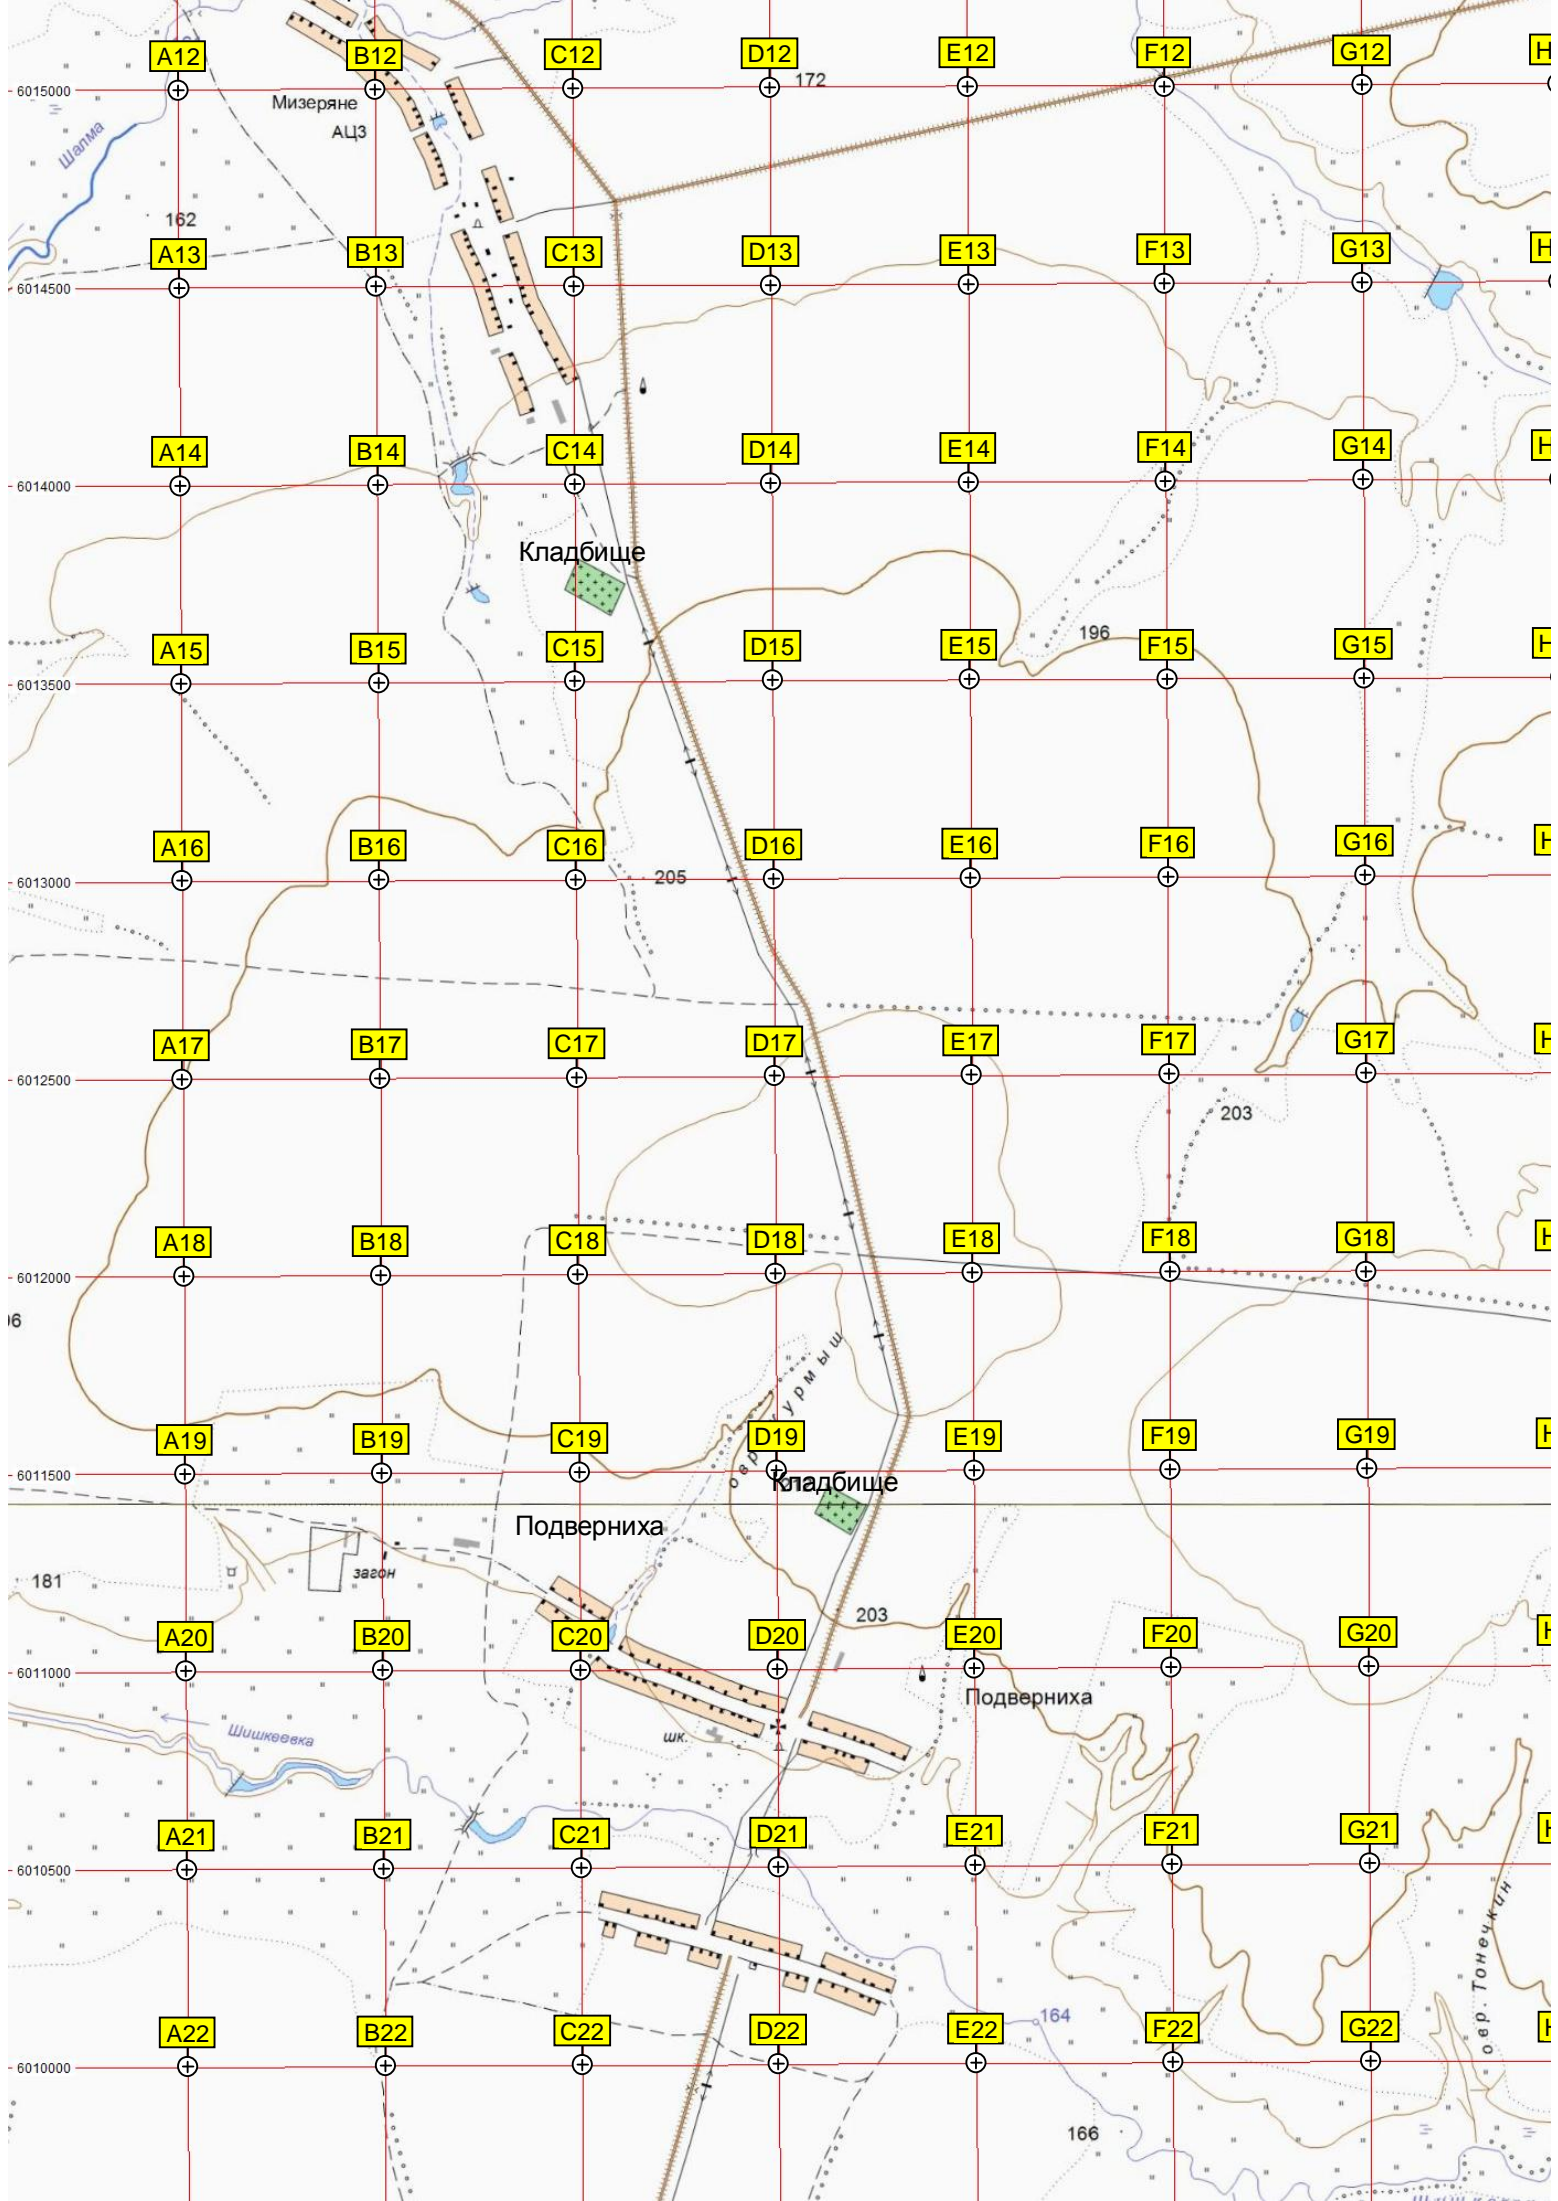 A12 B12 C12 D12 E12 F12 G12 H
172
6015000
Мизеряне
АЦЗ
Шалма
162
A13 B13 C13 D13 E13 F13 G13 H
6014500
A14 B14 C14 D14 E14 F14 G14 H
6014000
Кладбище
196
A15 B15 C15 D15 E15 F15 G15 H
6013500
A16 B16 C16 D16 E16 F16 G16 H
6013000
205
A17 B17 C17 D17 E17 F17 G17 H
6012500
203
A18 B18 C18 D18 E18 F18 G18 H
6012000
96
A19 B19 C19 D19 E19 F19 G19 H
6011500
Кладбище
Подверниха
загон
181
203
A20 B20 C20 D20 E20 F20 G20 H
6011000
Подверниха
Шишкеевка
шк.
A21 B21 C21 D21 E21 F21 G21 H
6010500
овр. Тонечкин
164
A22 B22 C22 D22 E22 F22 G22 H
6010000
166